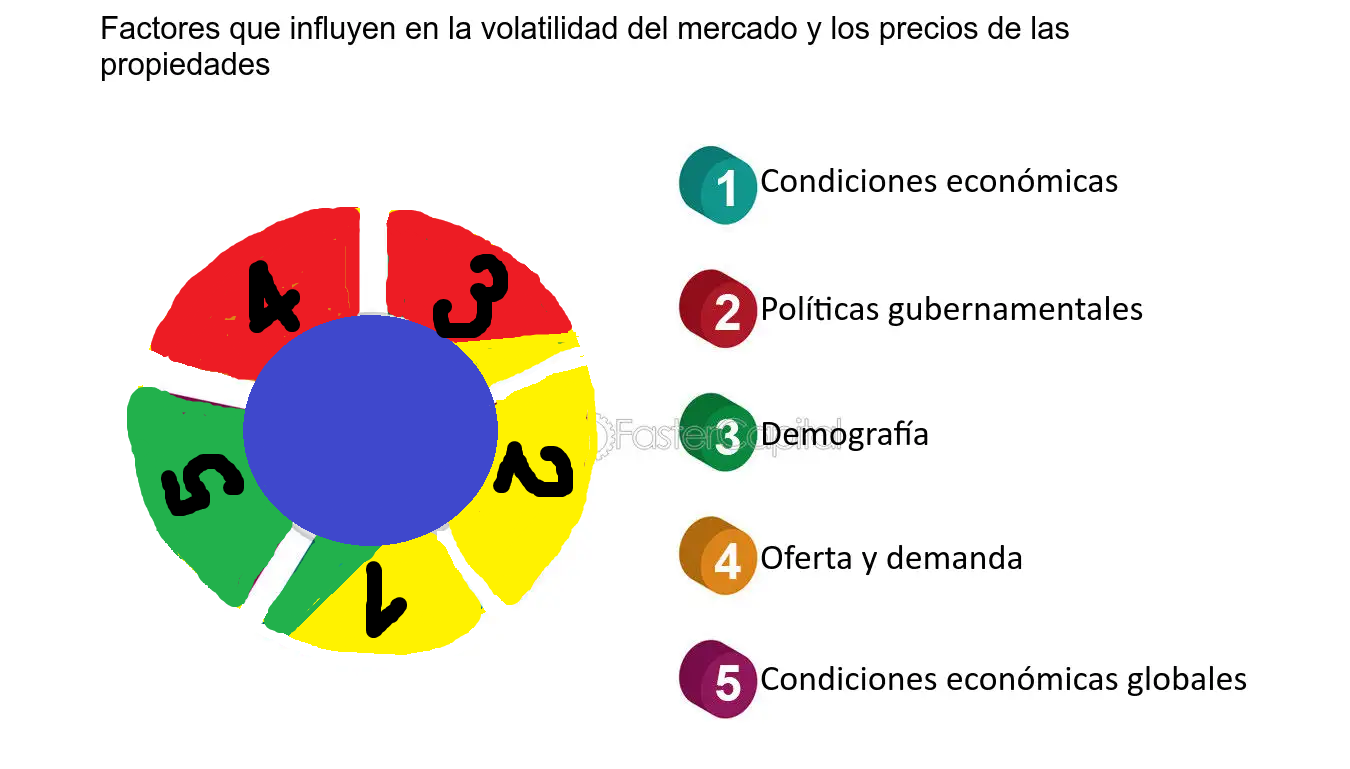 Factores que influyen en la volatilidad del mercado y los precios de las
propiedades
4
3
5
2
1
1 Condiciones económicas
2 Políticas gubernamentales
FasterCapital
3 Demografía
4 Oferta y demanda
5 Condiciones económicas globales